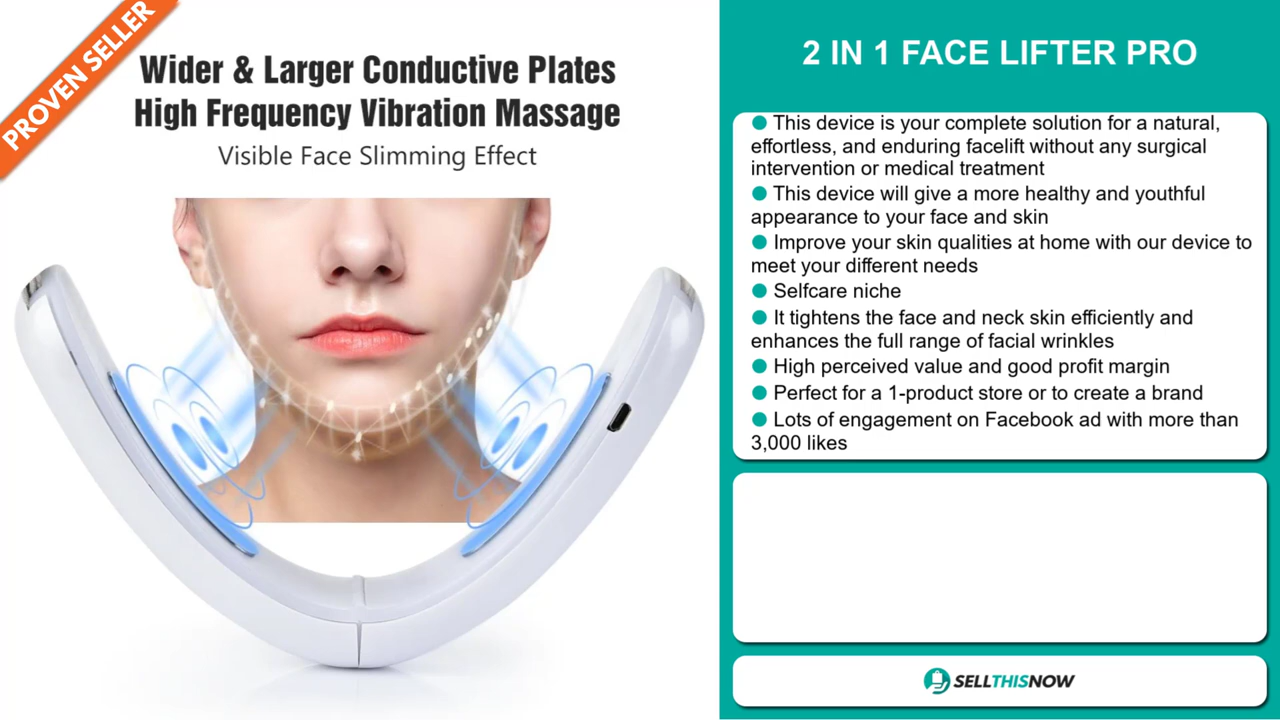 PROVEN SELLER
Wider & Larger Conductive Plates
High Frequency Vibration Massage
Visible Face Slimming Effect
2 IN 1 FACE LIFTER PRO
● This device is your complete solution for a natural,
effortless, and enduring facelift without any surgical
intervention or medical treatment
● This device will give a more healthy and youthful
appearance to your face and skin
● Improve your skin qualities at home with our device to
meet your different needs
● Selfcare niche
● It tightens the face and neck skin efficiently and
enhances the full range of facial wrinkles
● High perceived value and good profit margin
● Perfect for a 1-product store or to create a brand
● Lots of engagement on Facebook ad with more than
3,000 likes
SELLTHISNOW